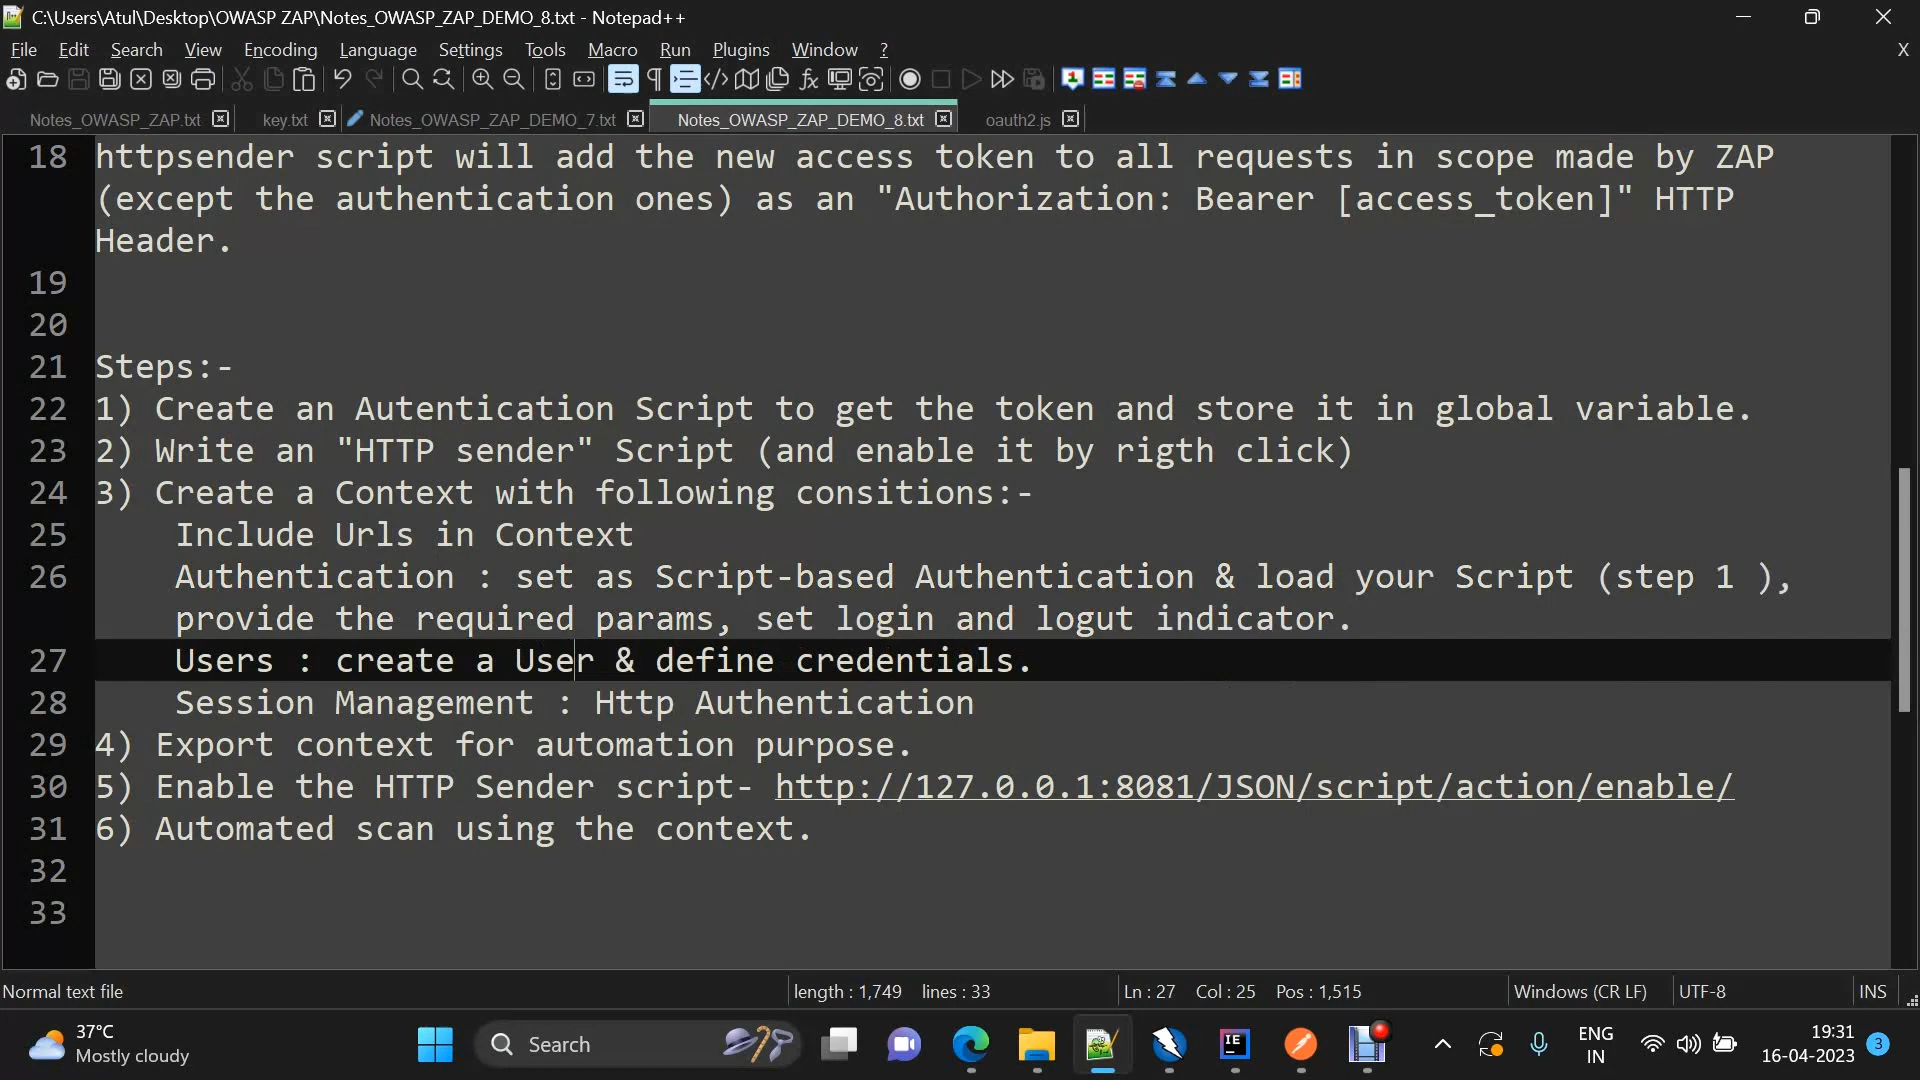 C:\Users\Atul\Desktop\OWASP ZAP\Notes_OWASP_ZAP_DEMO_8.txt - Notepad++
File Edit Search View Encoding Language Settings Tools Macro Run Plugins Window ? X
Notes_OWASP_ZAP.txt key.txt Notes_OWASP_ZAP_DEMO_7.txt Notes_OWASP_ZAP_DEMO_8.txt oauth2.js
18 httpsender script will add the new access token to all requests in scope made by ZAP
(except the authentication ones) as an "Authorization: Bearer [access_token]" HTTP
Header.
19
20
21 Steps:-
22 1) Create an Autentication Script to get the token and store it in global variable.
23 2) Write an "HTTP sender" Script (and enable it by rigth click)
24 3) Create a Context with following consitions:-
25 Include Urls in Context
26 Authentication : set as Script-based Authentication & load your Script (step 1 ),
provide the required params, set login and logut indicator.
27 Users : create a User & define credentials.
28 Session Management : Http Authentication
29 4) Export context for automation purpose.
30 5) Enable the HTTP Sender script- http://127.0.0.1:8081/JSON/script/action/enable/
31 6) Automated scan using the context.
32
33
Normal text file length : 1,749 lines : 33 Ln : 27 Col : 25 Pos : 1,515 Windows (CR LF) UTF-8 INS
37°C
Mostly cloudy
Search
ENG
IN
19:31
16-04-2023
3